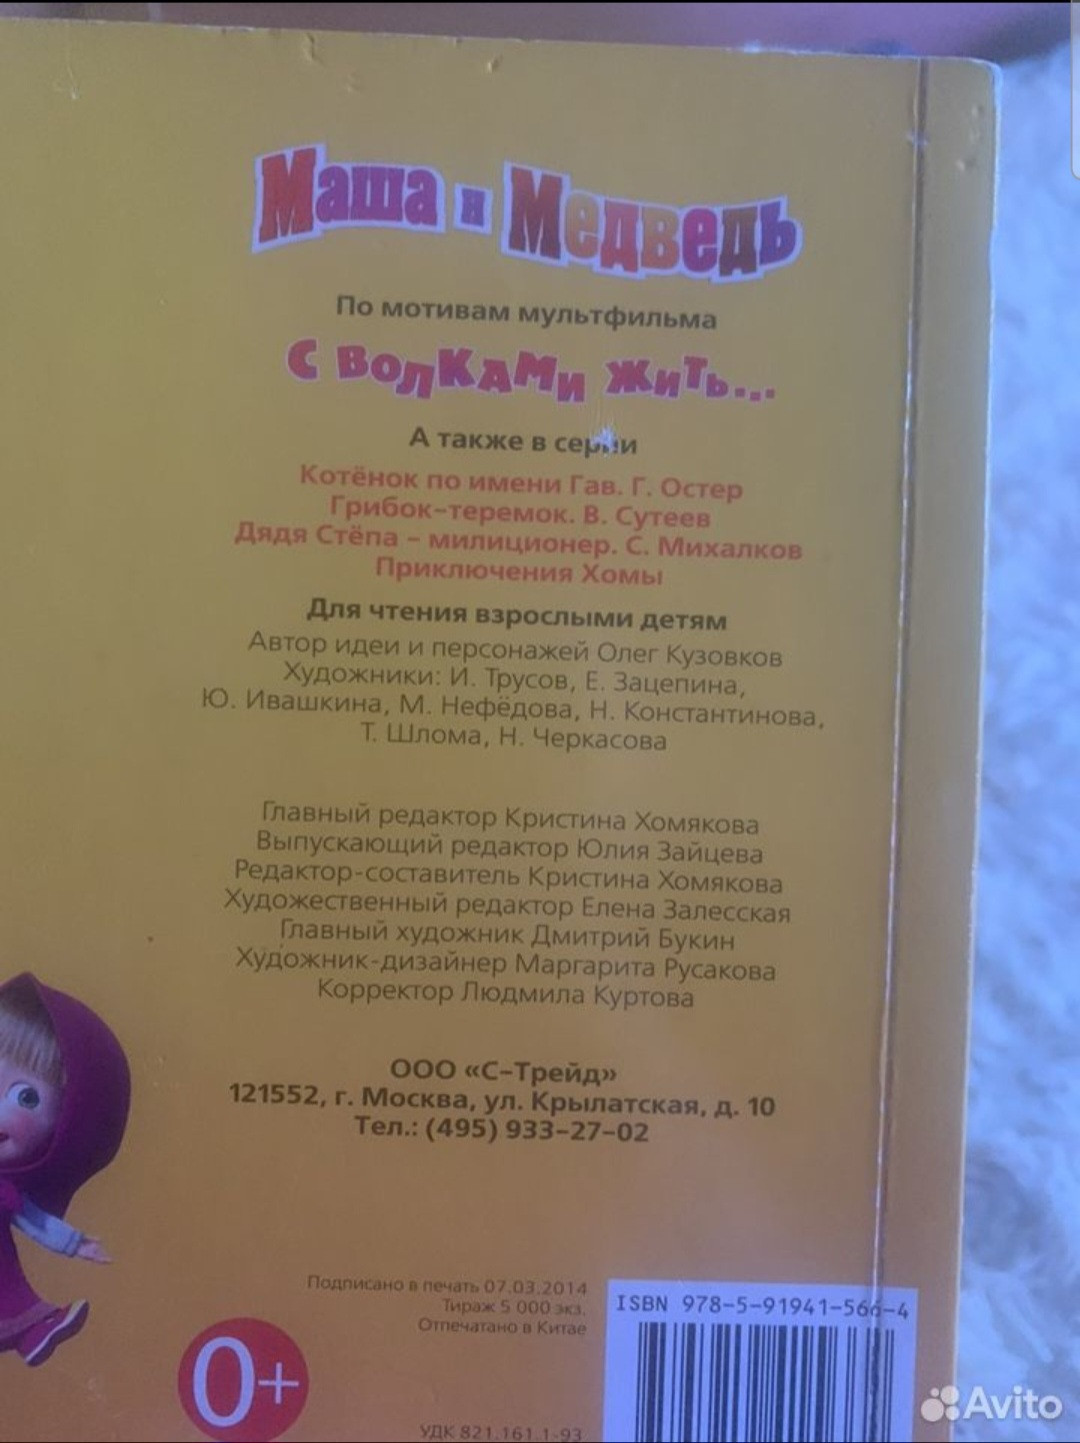 Маша и Медведь
По мотивам мультфильма
С ВОЛКАМИ ЖИТЬ...
А также в серии
Котёнок по имени Гав. Г. Остер
Грибок-теремок. В. Сутеев
Дядя Стёпа – милиционер. С. Михалков
Приключения Хомы
Для чтения взрослыми детям
Автор идеи и персонажей Олег Кузовков
Художники: И. Трусов, Е. Зацепина,
Ю. Ивашкина, М. Нефёдова, Н. Константинова,
Т. Шлома, Н. Черкасова
Главный редактор Кристина Хомякова
Выпускающий редактор Юлия Зайцева
Редактор-составитель Кристина Хомякова
Художественный редактор Елена Залесская
Главный художник Дмитрий Букин
Художник-дизайнер Маргарита Русакова
Корректор Людмила Куртова
ООО «С-Трейд»
121552, г. Москва, ул. Крылатская, д. 10
Тел.: (495) 933-27-02
Подписано в печать 07.03.2014
Тираж 5 000 экз.
Отпечатано в Китае
ISBN 978-5-91941-566-4
0+
УДК 821.161.1-93
Avito